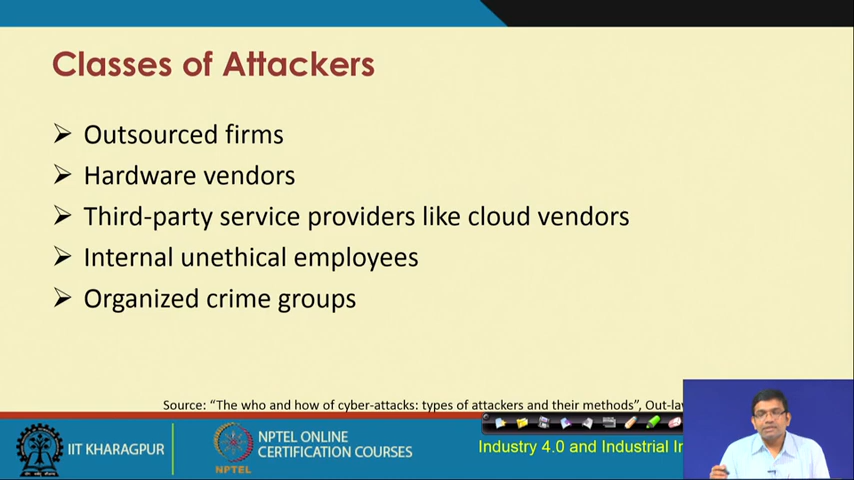 Classes of Attackers
Outsourced firms
Hardware vendors
Third-party service providers like cloud vendors
Internal unethical employees
Organized crime groups
Source: “The who and how of cyber-attacks: types of attackers and their methods”,
IIT KHARAGPUR
NPTEL
NPTEL ONLINE
CERTIFICATION COURSES
Industry 4.0 and Industrial